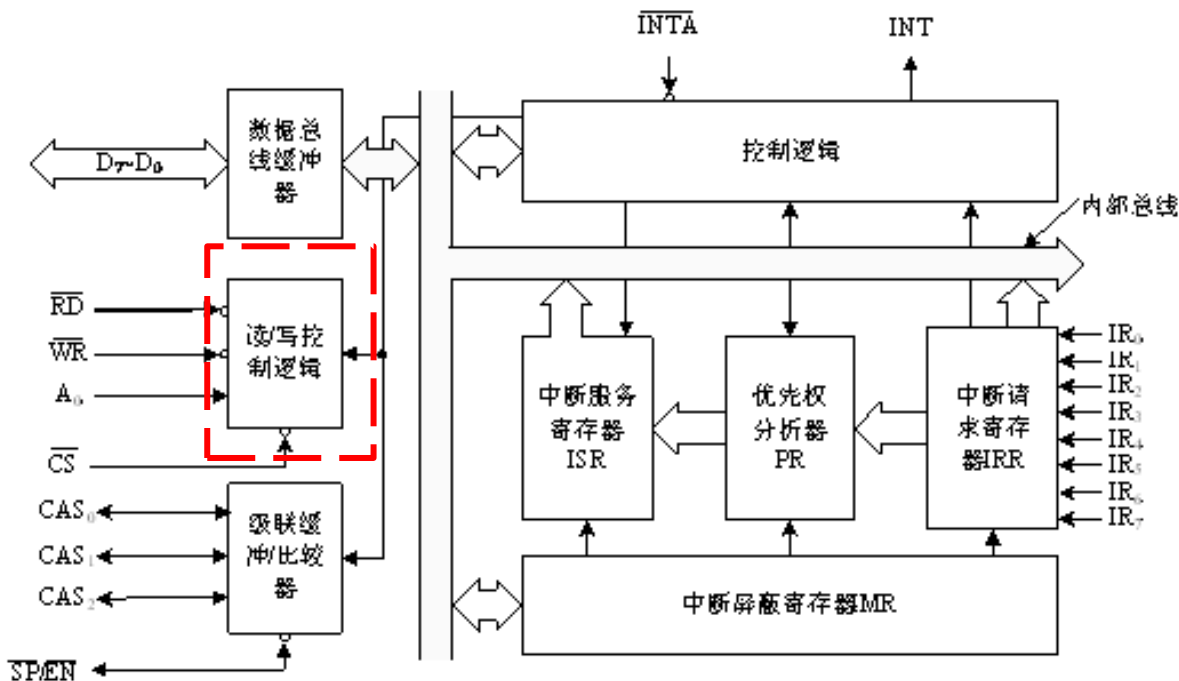 INTA
INT
数据总
线缓冲
器
D7~D0
控制逻辑
内部总线
RD
WR
A0
CS
读/写控
制逻辑
CAS0
CAS1
CAS2
SP/EN
级联缓
冲/比较
器
中断服务
寄存器
ISR
优先权
分析器
PR
中断请
求寄存
器IRR
IR0
IR1
IR2
IR3
IR4
IR5
IR6
IR7
中断屏蔽寄存器IMR